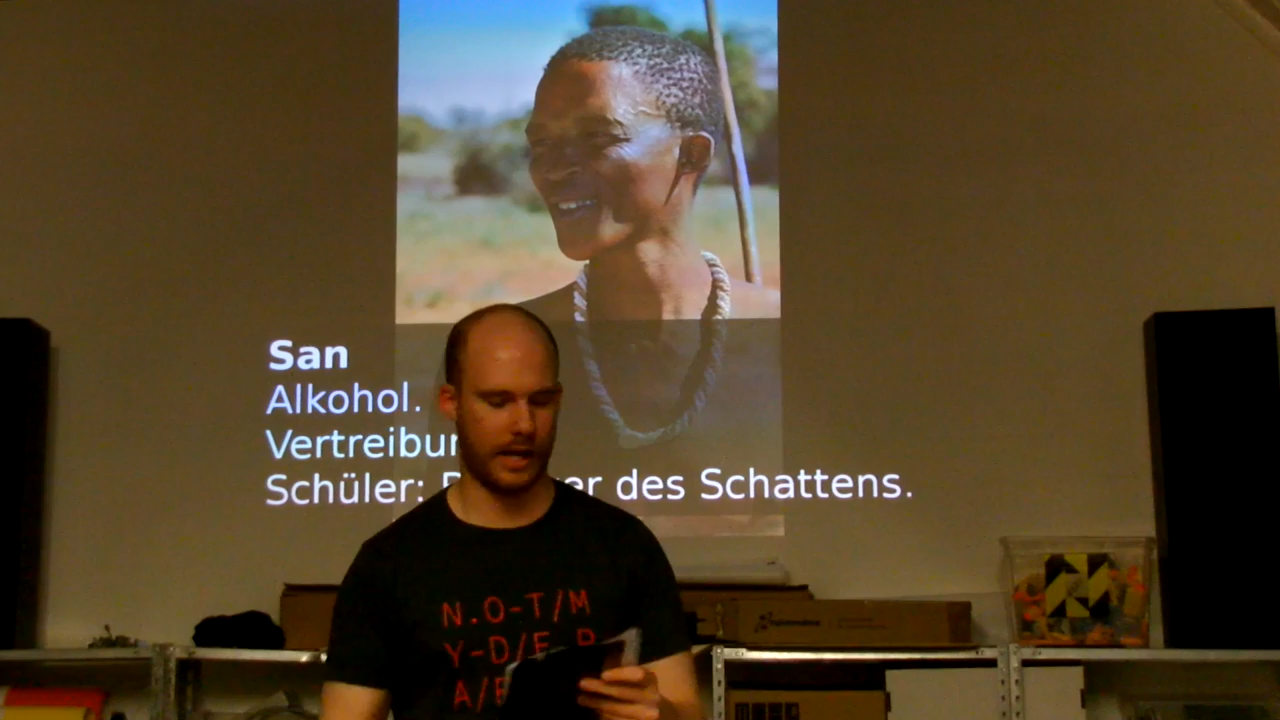 San
Alkohol.
Schüler: des Schattens.
N.O-T/M
Y-D/E